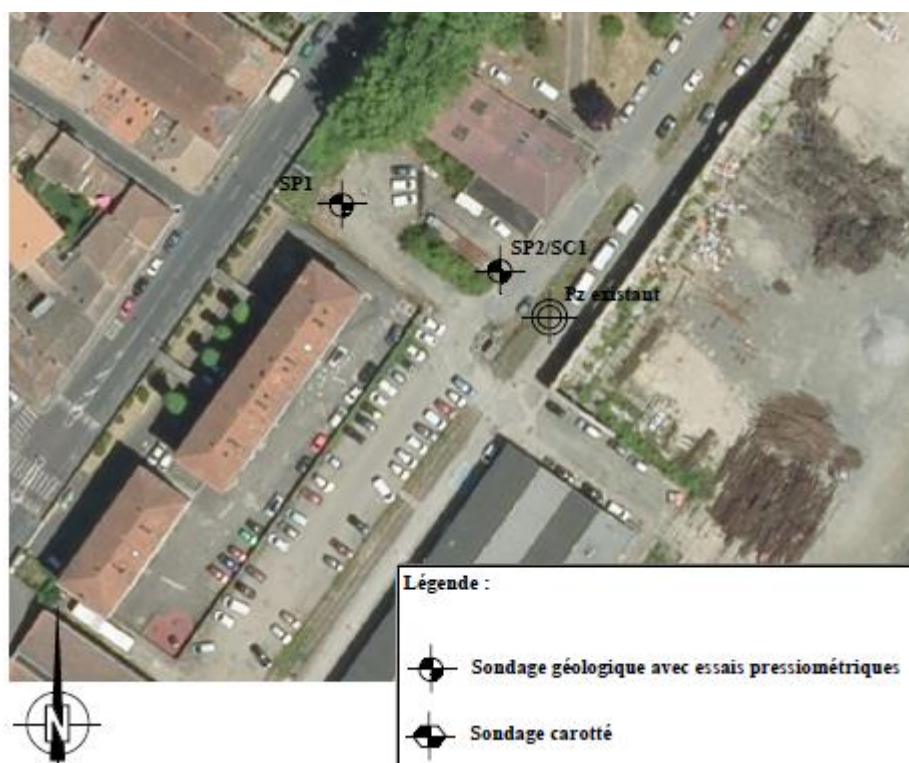 SP1
SP2/SC1
Pz existant
Légende :
Sondage géologique avec essais pressiométriques
Sondage carotté
N